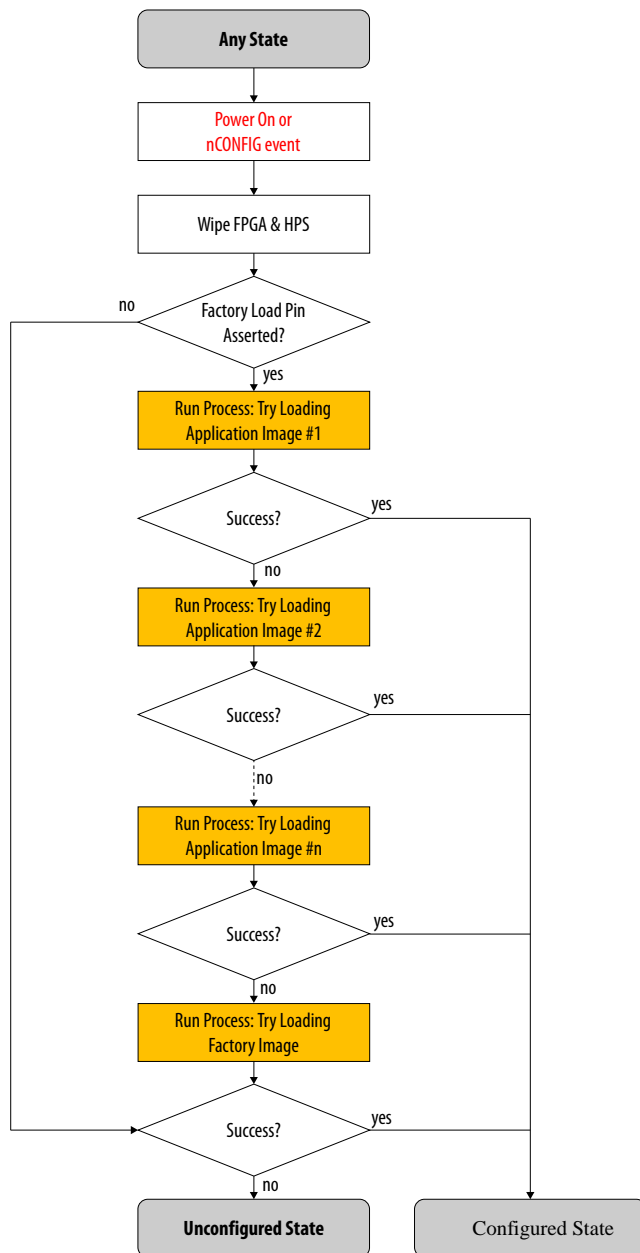 Any State
Power On or
nCONFIG event
Wipe FPGA & HPS
no
Factory Load Pin
Asserted?
yes
Run Process: Try Loading
Application Image #1
Success?
yes
no
Run Process: Try Loading
Application Image #2
Success?
yes
no
Run Process: Try Loading
Application Image #n
Success?
yes
no
Run Process: Try Loading
Factory Image
Success?
yes
no
Unconfigured State
Configured State